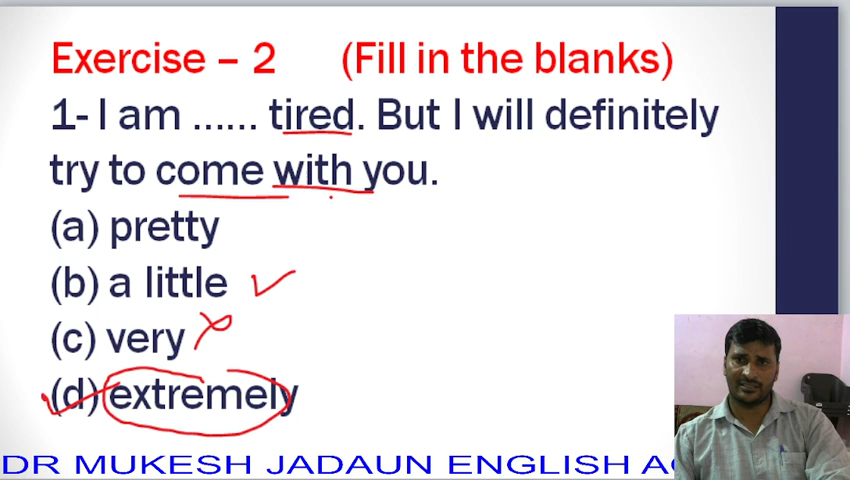 Exercise – 2 (Fill in the blanks)
1- I am ...... tired. But I will definitely
try to come with you.
(a) pretty
(b) a little
(c) very
(d) extremely
DR MUKESH JADAUN ENGLISH